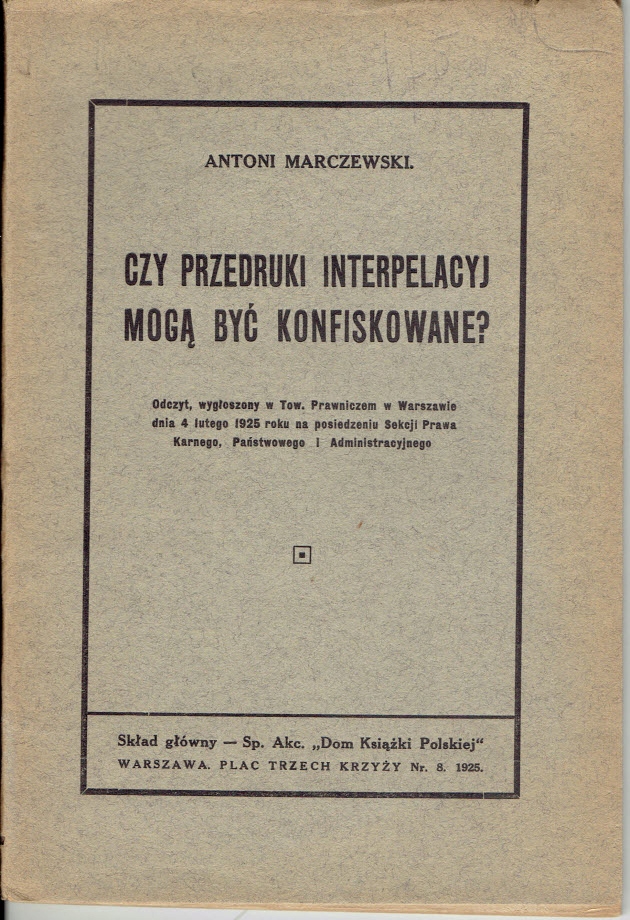 ANTONI MARCZEWSKI.
CZY PRZEDRUKI INTERPELACYJ
MOGĄ BYĆ KONFISKOWANE?
Odczyt, wygłoszony w Tow. Prawniczem w Warszawie
dnia 4 lutego 1925 roku na posiedzeniu Sekcji Prawa
Karnego, Państwowego i Administracyjnego
Skład główny — Sp. Akc. „Dom Książki Polskiej“
WARSZAWA. PLAC TRZECH KRZYŻY Nr. 8. 1925.